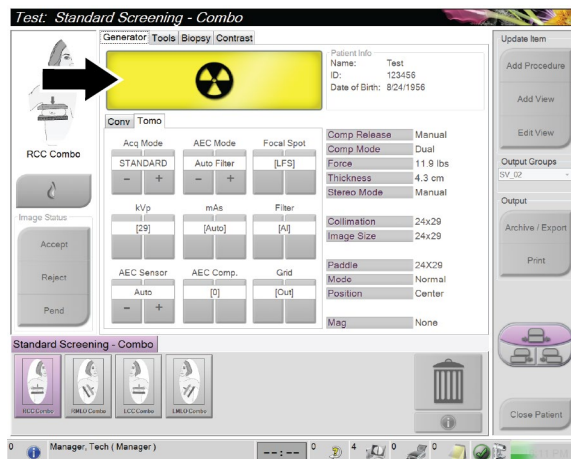 Test: Standard Screening - Combo
Generator Tools Biopsy Contrast
Patient Info
Name: Test
ID: 123456
Date of Birth: 8/24/1956
RCC Combo
Image Status
Accept
Reject
Pend
Conv Tomo
Acq Mode AEC Mode Focal Spot
STANDARD Auto Filter [LFS]
- + - +
kVp mAs Filter
[29] [Auto] [Al]
AEC Sensor AEC Comp. Grid
Auto [0] [Out]
- +
Comp Release Manual
Comp Mode Dual
Force 11.9 lbs
Thickness 4.3 cm
Stereo Mode Manual
Collimation 24x29
Image Size 24x29
Paddle 24X29
Mode Normal
Position Center
Mag None
Update Item
Add Procedure
Add View
Edit View
Output Groups
SV_02
Output
Archive / Export
Print
Close Patient
Standard Screening - Combo
RCC Combo RMLO Combo LCC Combo LMLO Combo
0 Manager, Tech ( Manager ) --:-- 0 4 0 0